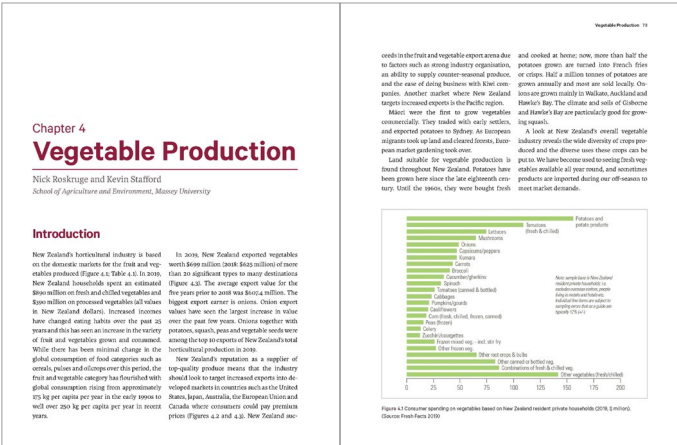 Chapter 4
Vegetable Production
Nick Roskruge and Kevin Stafford
School of Agriculture and Environment, Massey University
Introduction
New Zealand's horticultural industry is based
on the domestic markets for the fruit and veg-
etables produced (Figure 4.1; Table 4.1). In 2019,
New Zealand households spent an estimated
$890 million on fresh and chilled vegetables and
$390 million on processed vegetables (all values
in New Zealand dollars). Increased incomes
have changed eating habits over the past 25
years and this has seen an increase in the variety
of fruit and vegetables grown and consumed.
While there has been minimal change in the
global consumption of food categories such as
cereals, pulses and oilcrops over this period, the
fruit and vegetable category has flourished with
global consumption rising from approximately
175 kg per capita per year in the early 1990s to
well over 250 kg per capita per year in recent
years.
In 2019, New Zealand exported vegetables
worth $699 million (2018: $625 million) of more
than 20 significant types to many destinations
(Figure 4.3). The average export value for the
five years prior to 2018 was $607.4 million. The
biggest export earner is onions. Onion export
values have seen the largest increase in value
over the past few years. Onions together with
potatoes, squash, peas and vegetable seeds were
among the top 10 exports of New Zealand's total
horticultural production in 2019.
New Zealand's reputation as a supplier of
top-quality produce means that the industry
should look to target increased exports into de-
veloped markets in countries such as the United
States, Japan, Australia, the European Union and
Canada where consumers could pay premium
prices (Figures 4.2 and 4.3). New Zealand suc-
Vegetable Production 73
ceeds in the fruit and vegetable export arena due
to factors such as strong industry organisation,
an ability to supply counter-seasonal produce,
and the ease of doing business with Kiwi com-
panies. Another market where New Zealand
targets increased exports is the Pacific region.
Māori were the first to grow vegetables
commercially. They traded with early settlers,
and exported potatoes to Sydney. As European
migrants took up land and cleared forests, Euro-
pean market gardening took over.
Land suitable for vegetable production is
found throughout New Zealand. Potatoes have
been grown here since the late eighteenth cen-
tury. Until the 1960s, they were bought fresh
and cooked at home; now, more than half the
potatoes grown are turned into French fries
or crisps. Half a million tonnes of potatoes are
grown annually and most are sold locally. On-
ions are grown mainly in Waikato, Auckland and
Hawke's Bay. The climate and soils of Gisborne
and Hawke's Bay are particularly good for grow-
ing squash.
A look at New Zealand's overall vegetable
industry reveals the wide diversity of crops pro-
duced and the diverse uses these crops can be
put to. We have become used to seeing fresh veg-
etables available all year round, and sometimes
products are imported during our off-season to
meet market demands.
Potatoes and
potato products
Tomatoes
(fresh & chilled)
Lettuces
Mushrooms
Onions
Capsicums/peppers
Kumara
Carrots
Broccoli
Cucumber/gherkins
Spinach
Tomatoes (canned & bottled)
Cabbages
Pumpkins/gourds
Cauliflowers
Corn (fresh, chilled, frozen, canned)
Peas (frozen)
Celery
Zucchini/courgettes
Frozen mixed veg. - incl. stir fry
Other frozen veg.
Other root crops & bulbs
Other canned or bottled veg.
Combinations of fresh & chilled veg.
Other vegetables (fresh/chilled)
Note: sample base is New Zealand
resident private households
0 25 50 75 100 125 150 175 200
Figure 4.1 Consumer spending on vegetables based on New Zealand resident private households (2019, $ million).
(Source: Fresh Facts 2019)